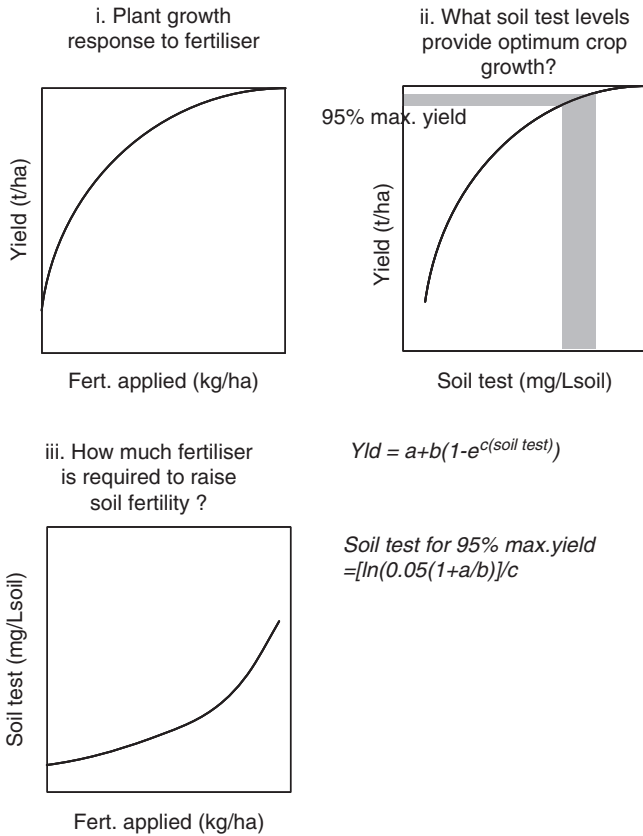 i. Plant growth
response to fertiliser
Yield (t/ha)
Fert. applied (kg/ha)
ii. What soil test levels
provide optimum crop
growth?
95% max. yield
Yield (t/ha)
Soil test (mg/Lsoil)
iii. How much fertiliser
is required to raise
soil fertility ?
Soil test (mg/Lsoil)
Fert. applied (kg/ha)
Yld = a+b(1-e^c(soil test))
Soil test for 95% max.yield
=[ln(0.05(1+a/b)]/c